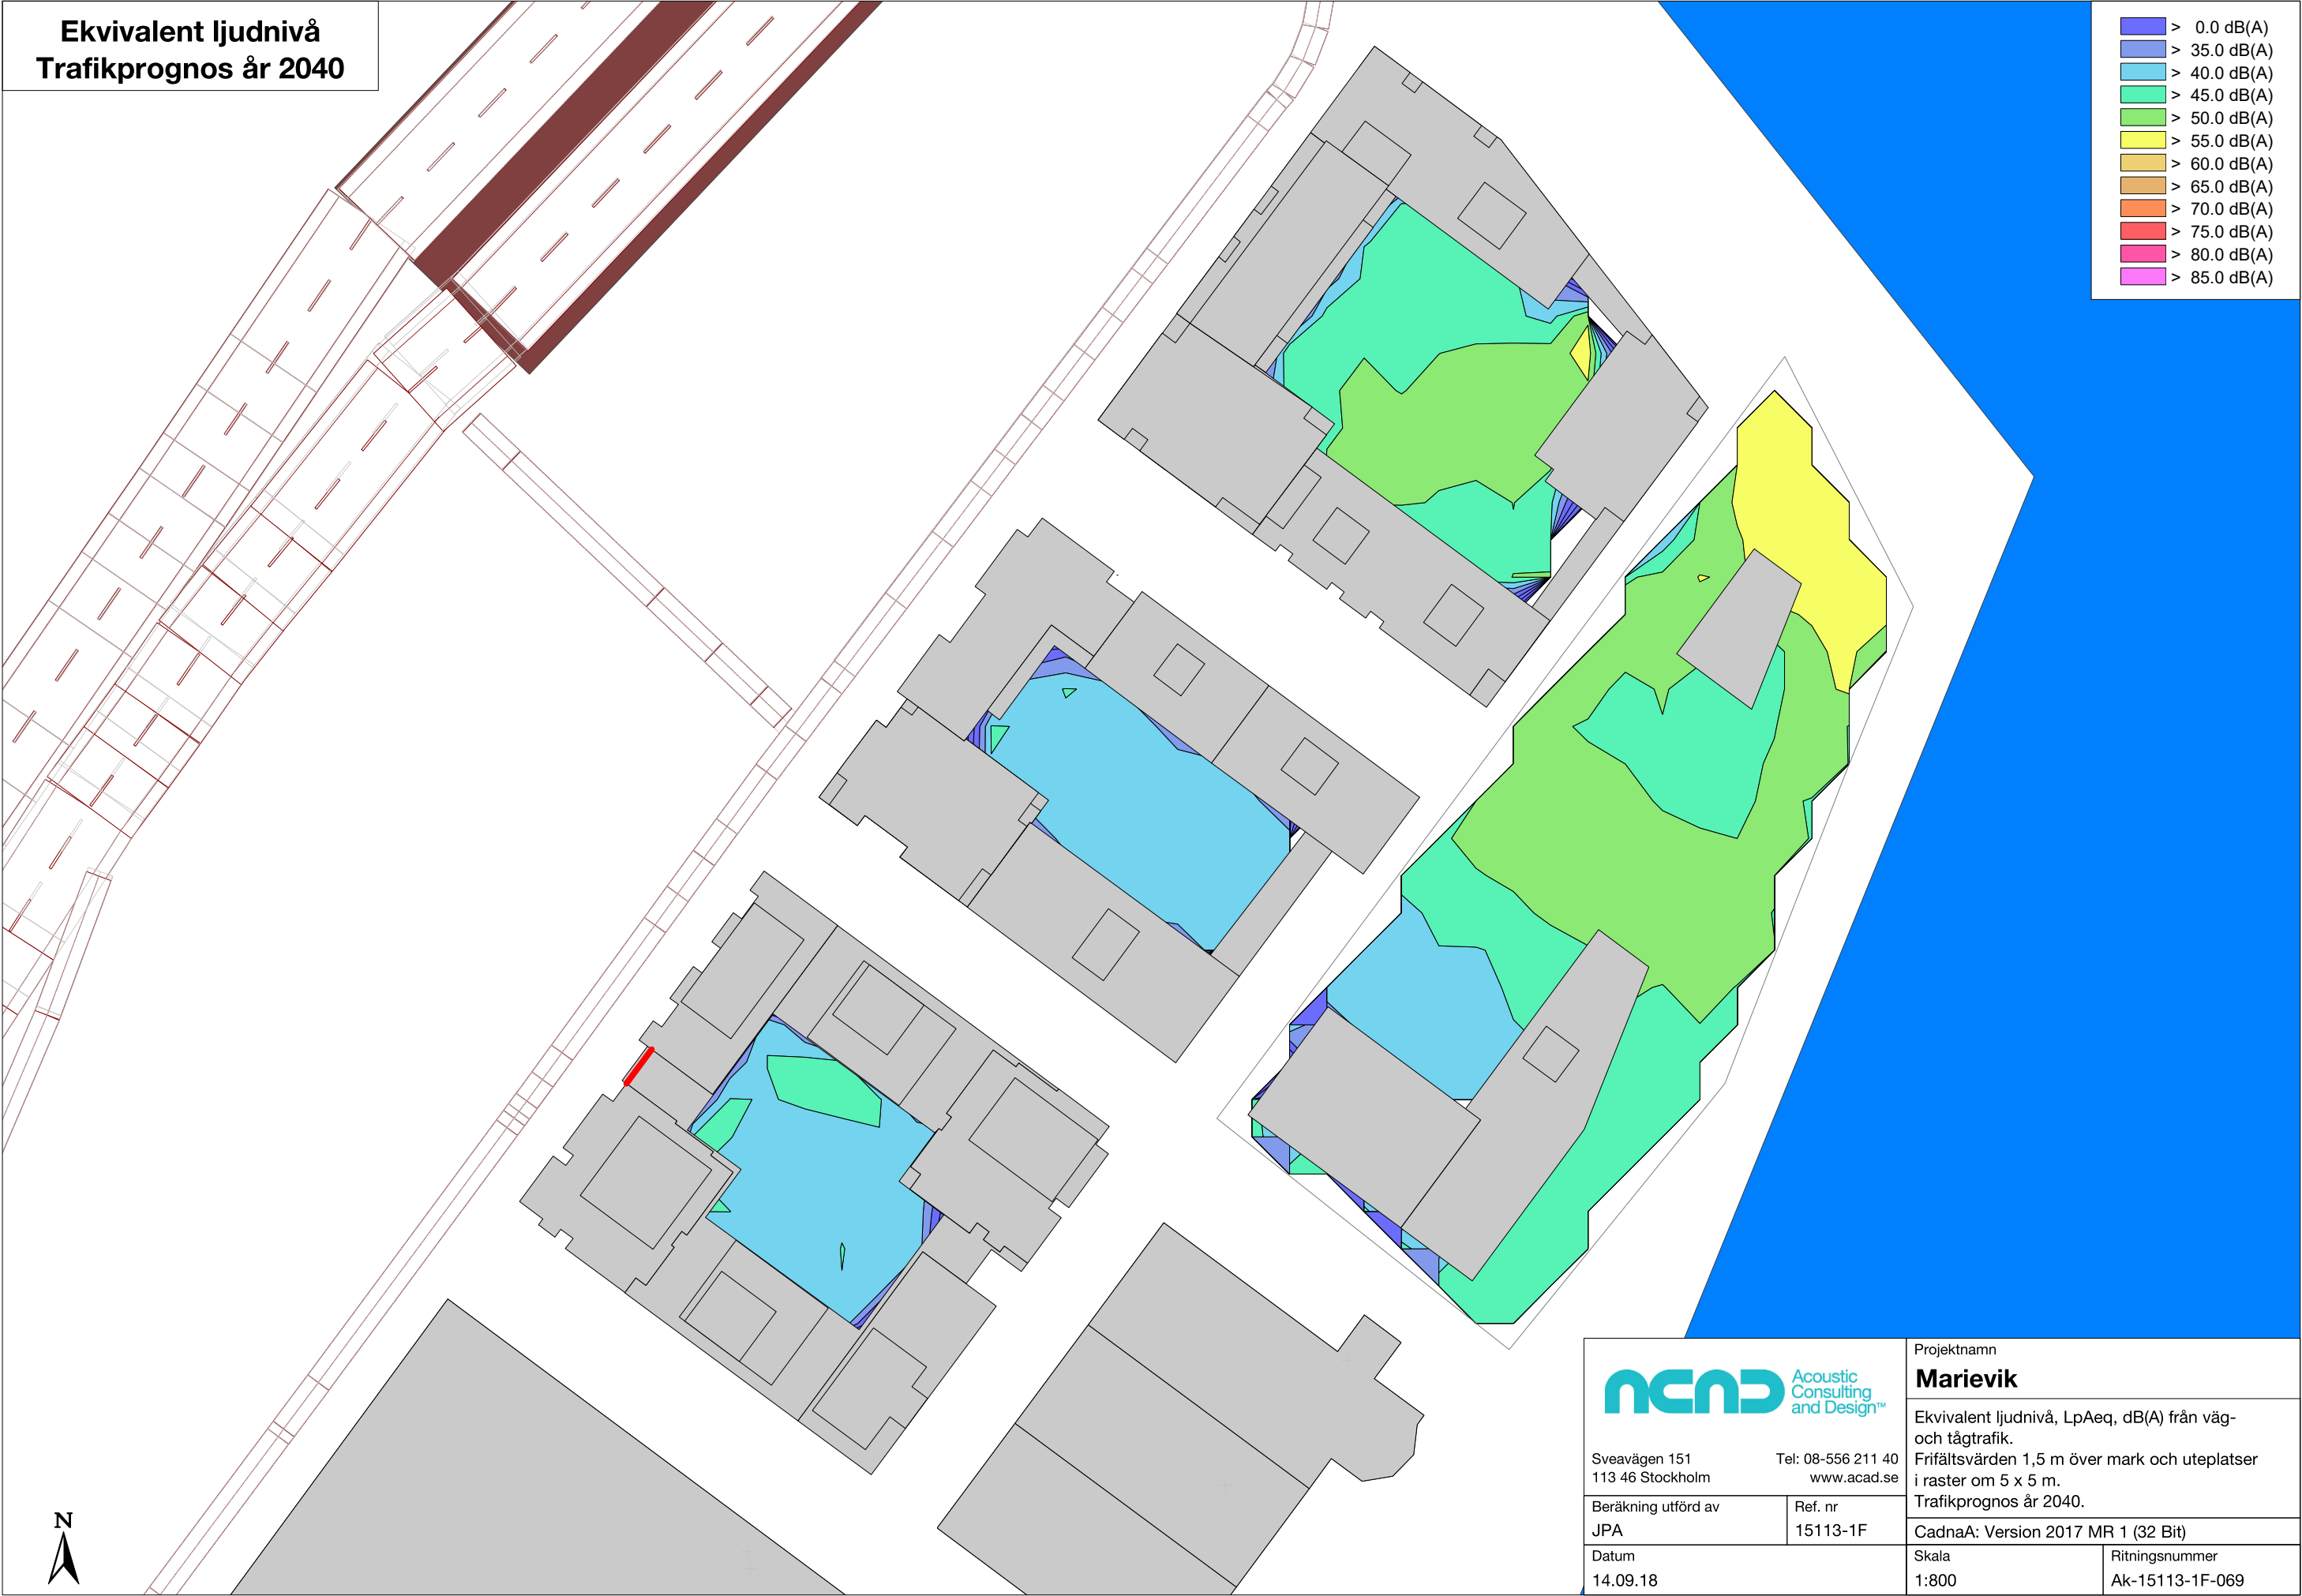 Ekvivalent ljudnivå
Trafikprognos år 2040
> 0.0 dB(A)
> 35.0 dB(A)
> 40.0 dB(A)
> 45.0 dB(A)
> 50.0 dB(A)
> 55.0 dB(A)
> 60.0 dB(A)
> 65.0 dB(A)
> 70.0 dB(A)
> 75.0 dB(A)
> 80.0 dB(A)
> 85.0 dB(A)
N
ACAD
Acoustic
Consulting
and Design™
Sveavägen 151
113 46 Stockholm
Tel: 08-556 211 40
www.acad.se
Beräkning utförd av
JPA
Ref. nr
15113-1F
Datum
14.09.18
Projektnamn
Marievik
Ekvivalent ljudnivå, LpAeq, dB(A) från väg-
och tågtrafik.
Frifältsvärden 1,5 m över mark och uteplatser
i raster om 5 x 5 m.
Trafikprognos år 2040.
CadnaA: Version 2017 MR 1 (32 Bit)
Skala
1:800
Ritningsnummer
Ak-15113-1F-069